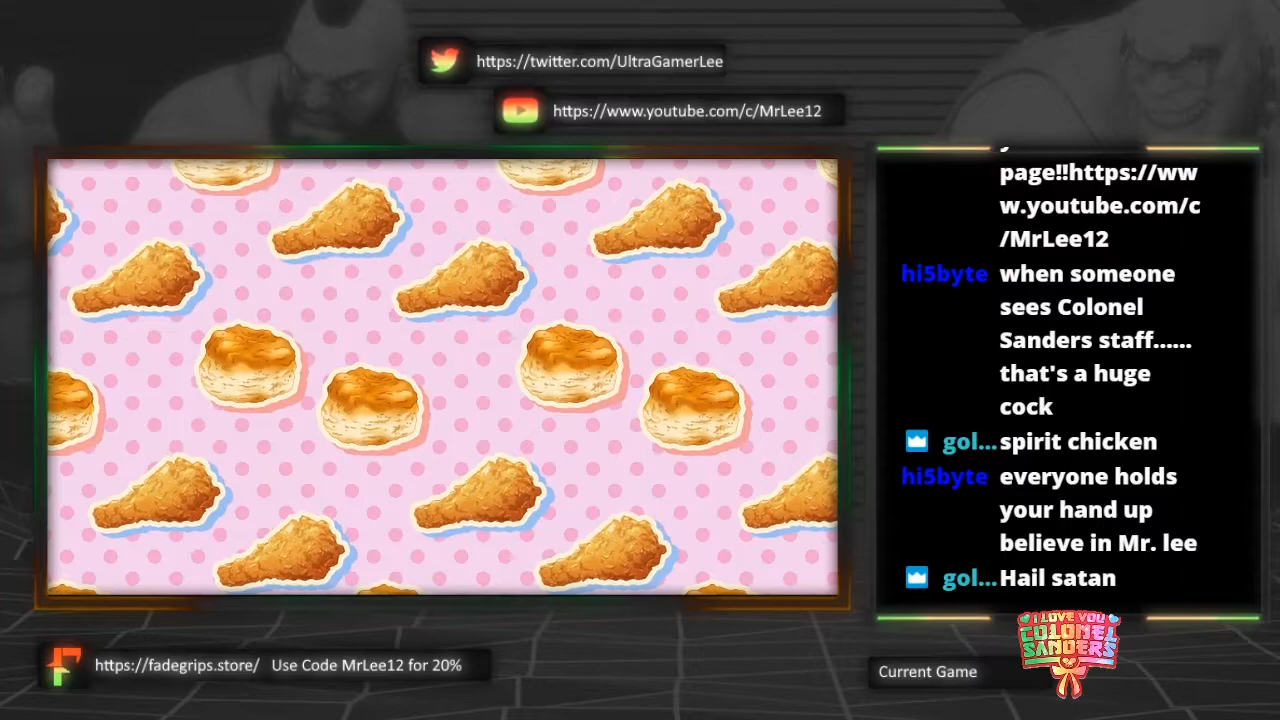 https://twitter.com/UltraGamerLee
https://www.youtube.com/c/MrLee12
page!!https://ww
w.youtube.com/c
/MrLee12
hi5byte when someone
sees Colonel
Sanders staff......
that's a huge
cock
gol... spirit chicken
hi5byte everyone holds
your hand up
believe in Mr. lee
gol... Hail satan
https://fadegrips.store/ Use Code MrLee12 for 20%
Current Game
I LOVE YOU
COLONEL
SANDERS